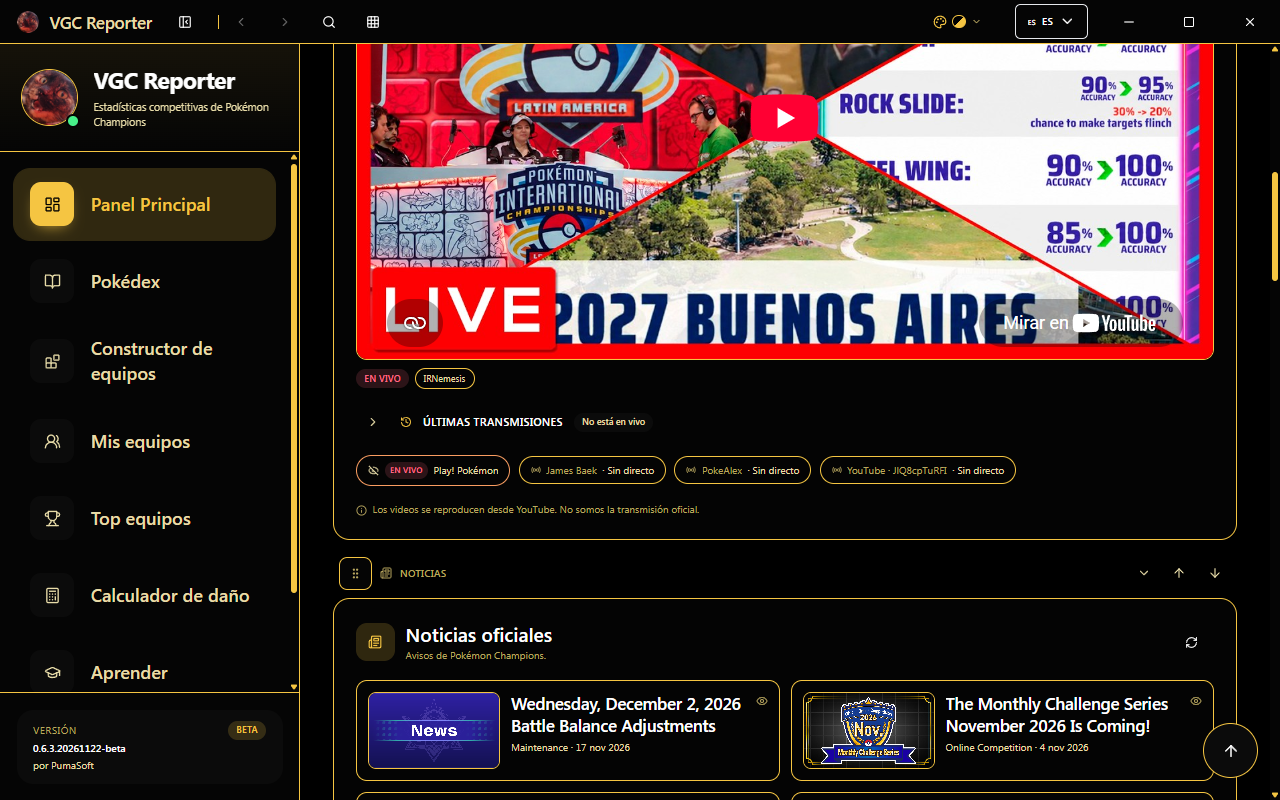 VGC Reporter
ES ES
VGC Reporter
Estadísticas competitivas de Pokémon
Champions
Panel Principal
Pokédex
Constructor de
equipos
Mis equipos
Top equipos
Calculador de daño
Aprender
VERSIÓN
BETA
0.6.3.20261122-beta
por PumaSoft
LATIN AMERICA
POKÉMON
INTERNATIONAL
CHAMPIONSHIPS
ACCURACY ACCURACY
ROCK SLIDE:
90% 95%
ACCURACY ACCURACY
30% -> 20%
chance to make targets flinch
EL WING:
90% 100%
ACCURACY ACCURACY
85% 100%
ACCURACY ACCURACY
100%
LIVE
2027 BUENOS AIRES
Mirar en YouTube
EN VIVO IRNemesis
ÚLTIMAS TRANSMISIONES No está en vivo
EN VIVO Play! Pokémon
James Baek · Sin directo
PokeAlex · Sin directo
YouTube · JIQ8cpTuRFI · Sin directo
Los videos se reproducen desde YouTube. No somos la transmisión oficial.
NOTICIAS
Noticias oficiales
Avisos de Pokémon Champions.
News
Wednesday, December 2, 2026
Battle Balance Adjustments
Maintenance · 17 nov 2026
2026
Nov.
Monthly Challenge Series
The Monthly Challenge Series
November 2026 Is Coming!
Online Competition · 4 nov 2026